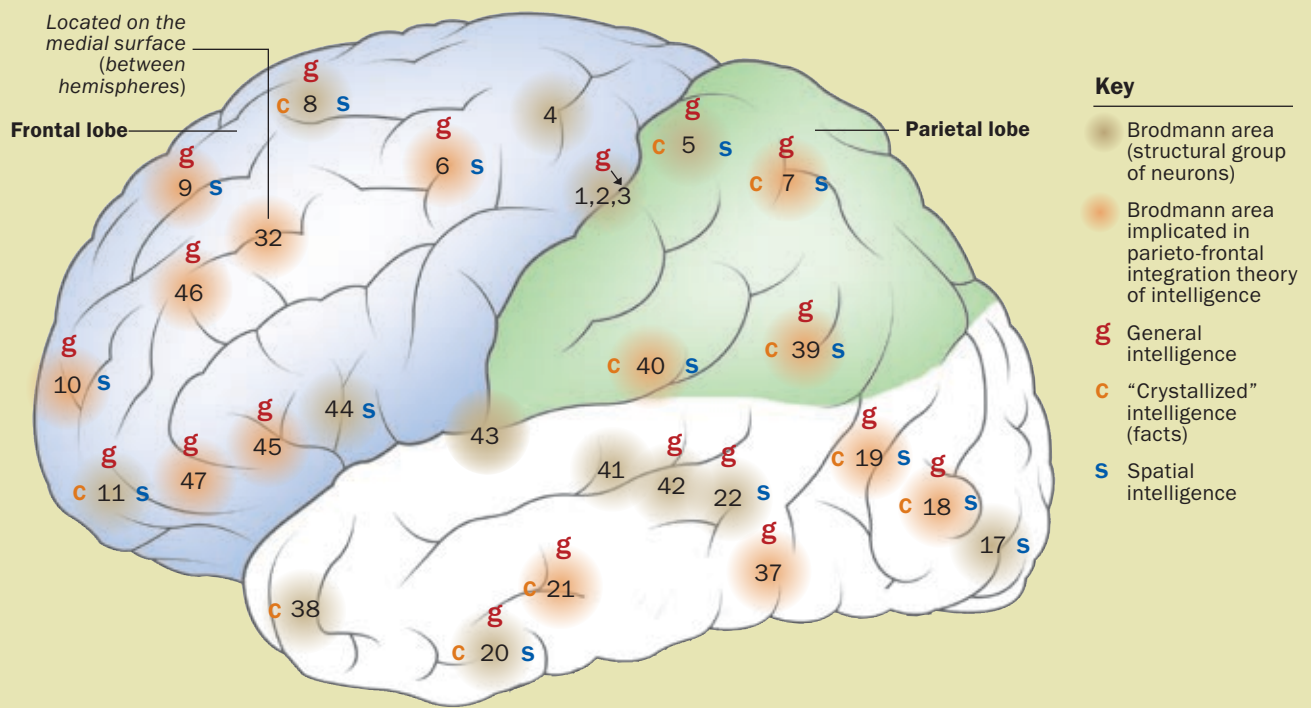 Located on the
medial surface
(between
hemispheres)
Frontal lobe
Parietal lobe
g
C 8 S
4
g
6 S
g
9 S
g
C 5 S
g
C 7 S
g
1,2,3
32
g
46
g
10 S
g
C 39 S
C 40 S
44 S
g
45
43
g
47
g
C 11 S
41
g
42
g
22 S
g
C 19 S
g
C 18 S
17 S
g
37
g
C 21
C 38
g
C 20 S
Key
Brodmann area
(structural group
of neurons)
Brodmann area
implicated in
parieto-frontal
integration theory
of intelligence
g General
intelligence
C “Crystallized”
intelligence
(facts)
S Spatial
intelligence